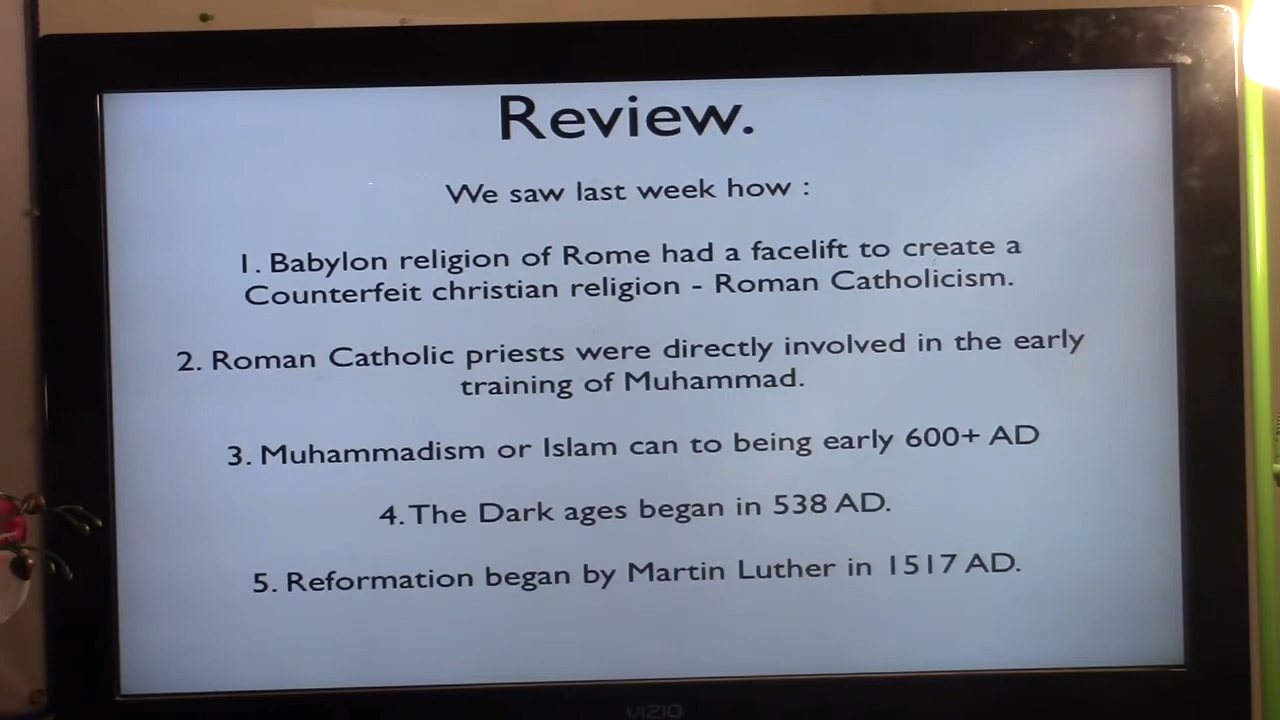 Review.
We saw last week how :
1. Babylon religion of Rome had a facelift to create a
Counterfeit christian religion - Roman Catholicism.
2. Roman Catholic priests were directly involved in the early
training of Muhammad.
3. Muhammadism or Islam can to being early 600+ AD
4. The Dark ages began in 538 AD.
5. Reformation began by Martin Luther in 1517 AD.
VIZIO